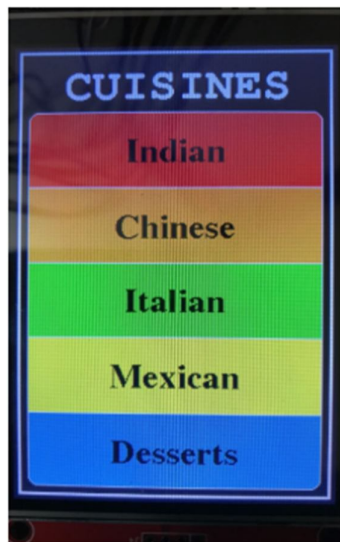 CUISINES
Indian
Chinese
Italian
Mexican
Desserts